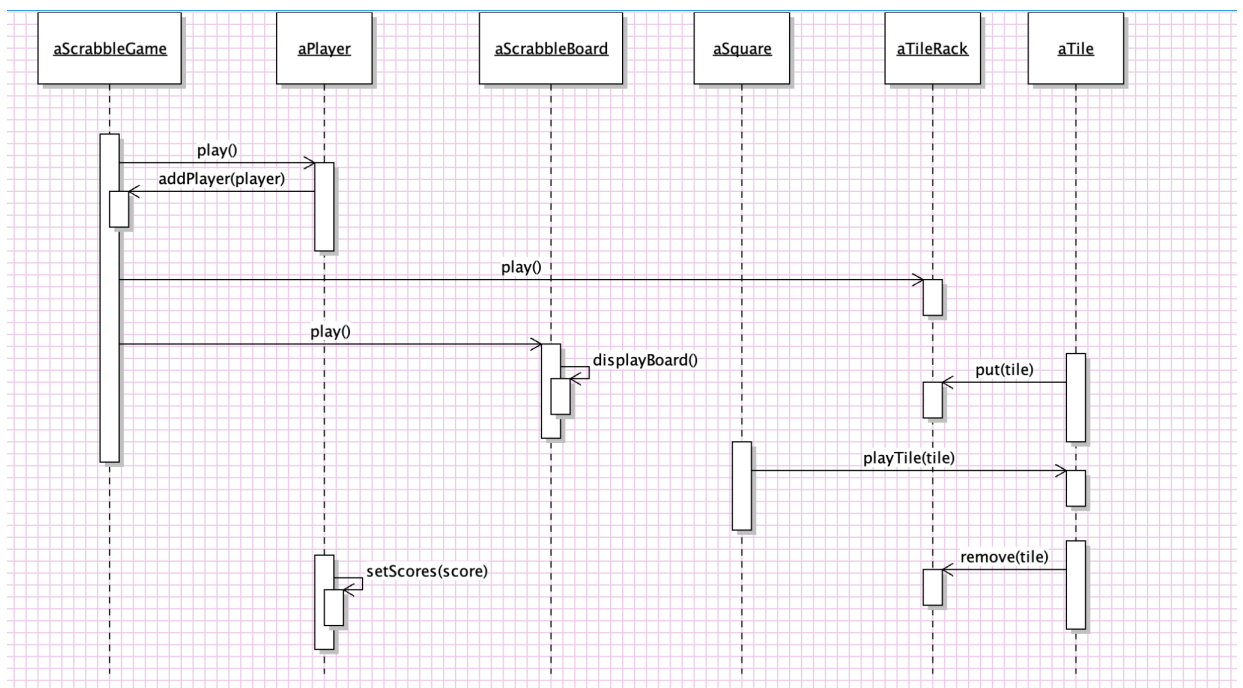 aScrabbleGame
aPlayer
aScrabbleBoard
aSquare
aTileRack
aTile
play()
addPlayer(player)
play()
play()
displayBoard()
put(tile)
playTile(tile)
remove(tile)
setScores(score)